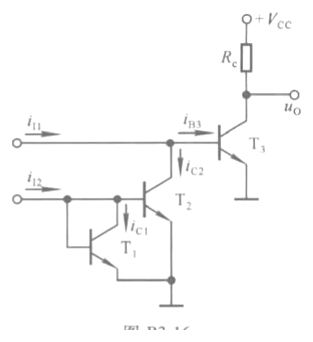 + V_CC
R_c
u_O
i_I1
i_B3
T_3
i_C2
i_I2
T_2
i_C1
T_1